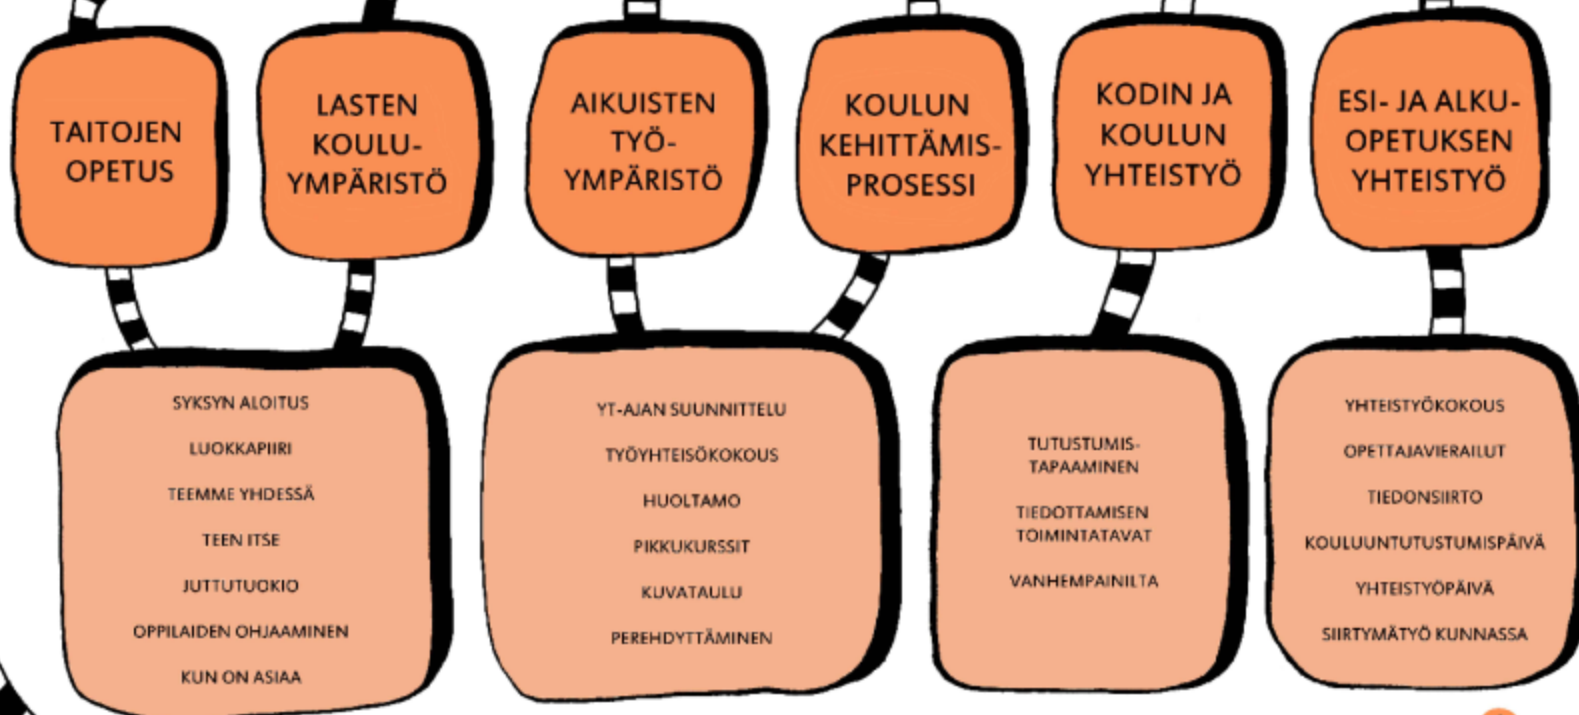 TAITOJEN
OPETUS
LASTEN
KOULU-
YMPÄRISTÖ
AIKUISTEN
TYÖ-
YMPÄRISTÖ
KOULUN
KEHITTÄMIS-
PROSESSI
KODIN JA
KOULUN
YHTEISTYÖ
ESI- JA ALKU-
OPETUKSEN
YHTEISTYÖ
SYKSYN ALOITUS
LUOKKAPIIRI
TEEMME YHDESSÄ
TEEN ITSE
JUTTUTUOKIO
OPPILAIDEN OHJAAMINEN
KUN ON ASIAA
YT-AJAN SUUNNITTELU
TYÖYHTEISÖKOKOUS
HUOLTAMO
PIKKUKURSSIT
KUVATAULU
PEREHDYTTÄMINEN
TUTUSTUMIS-
TAPAAMINEN
TIEDOTTAMISEN
TOIMINTATAVAT
VANHEMPAINILTA
YHTEISTYÖKOKOUS
OPETTAJAVIERAILUT
TIEDONSIIRTO
KOULUUNTUTUSTUMISPÄIVÄ
YHTEISTYÖPÄIVÄ
SIIRTYMÄTYÖ KUNNASSA